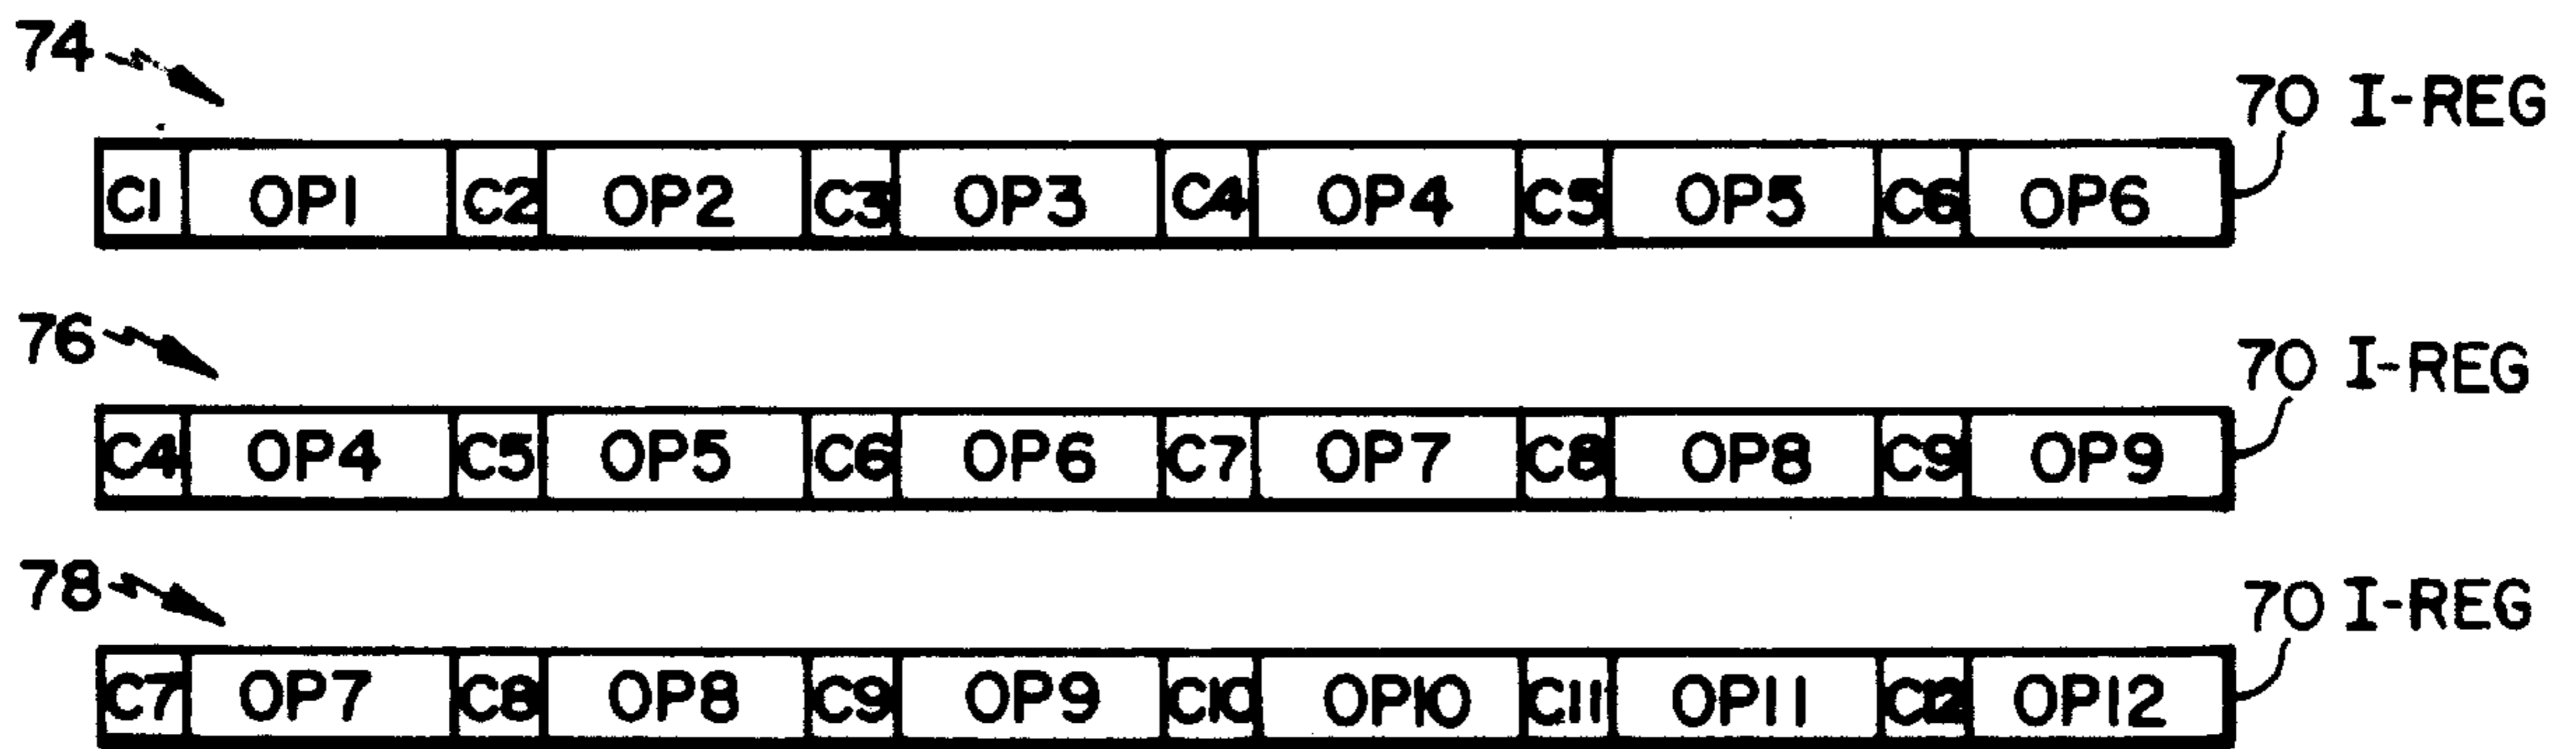 74
70 I-REG
C1 OP1 C2 OP2 C3 OP3 C4 OP4 C5 OP5 C6 OP6
76
70 I-REG
C4 OP4 C5 OP5 C6 OP6 C7 OP7 C8 OP8 C9 OP9
78
70 I-REG
C7 OP7 C8 OP8 C9 OP9 C10 OP10 C11 OP11 C12 OP12